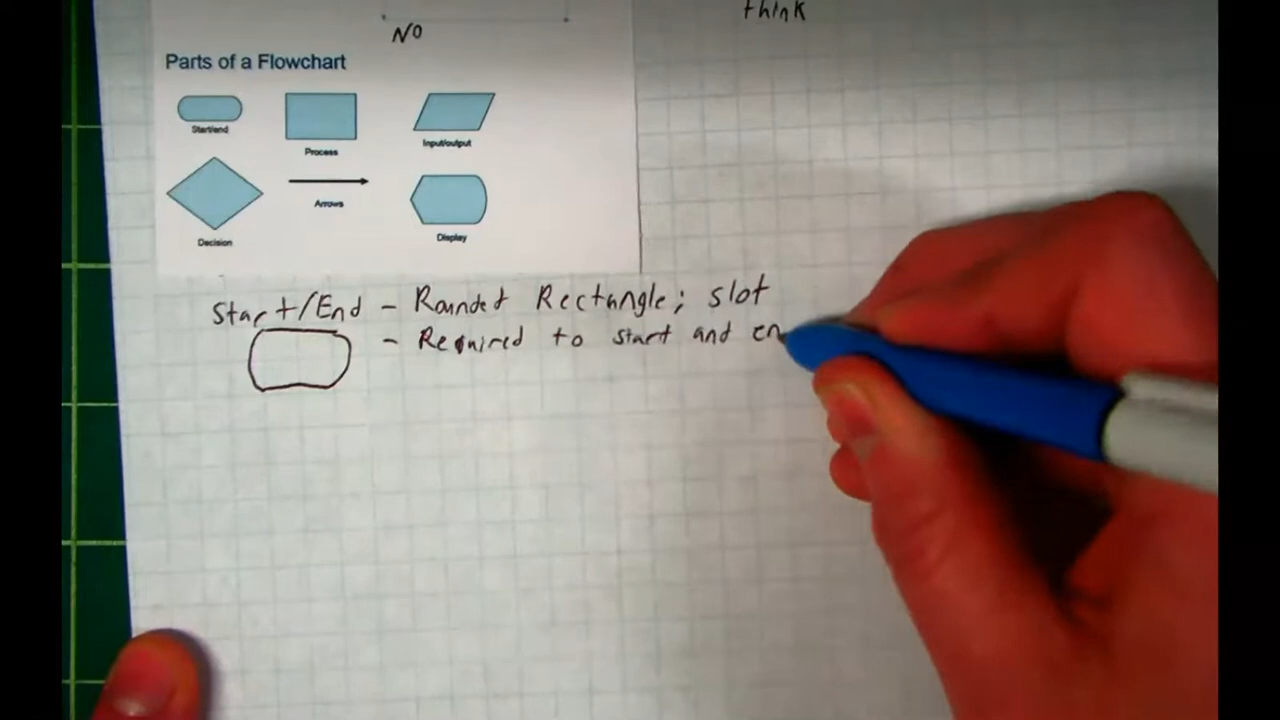 think
NO
Parts of a Flowchart
Start/end
Process
Input/output
Decision
Arrows
Display
Start/End - Rounded Rectangle; slot
- Required to start and en